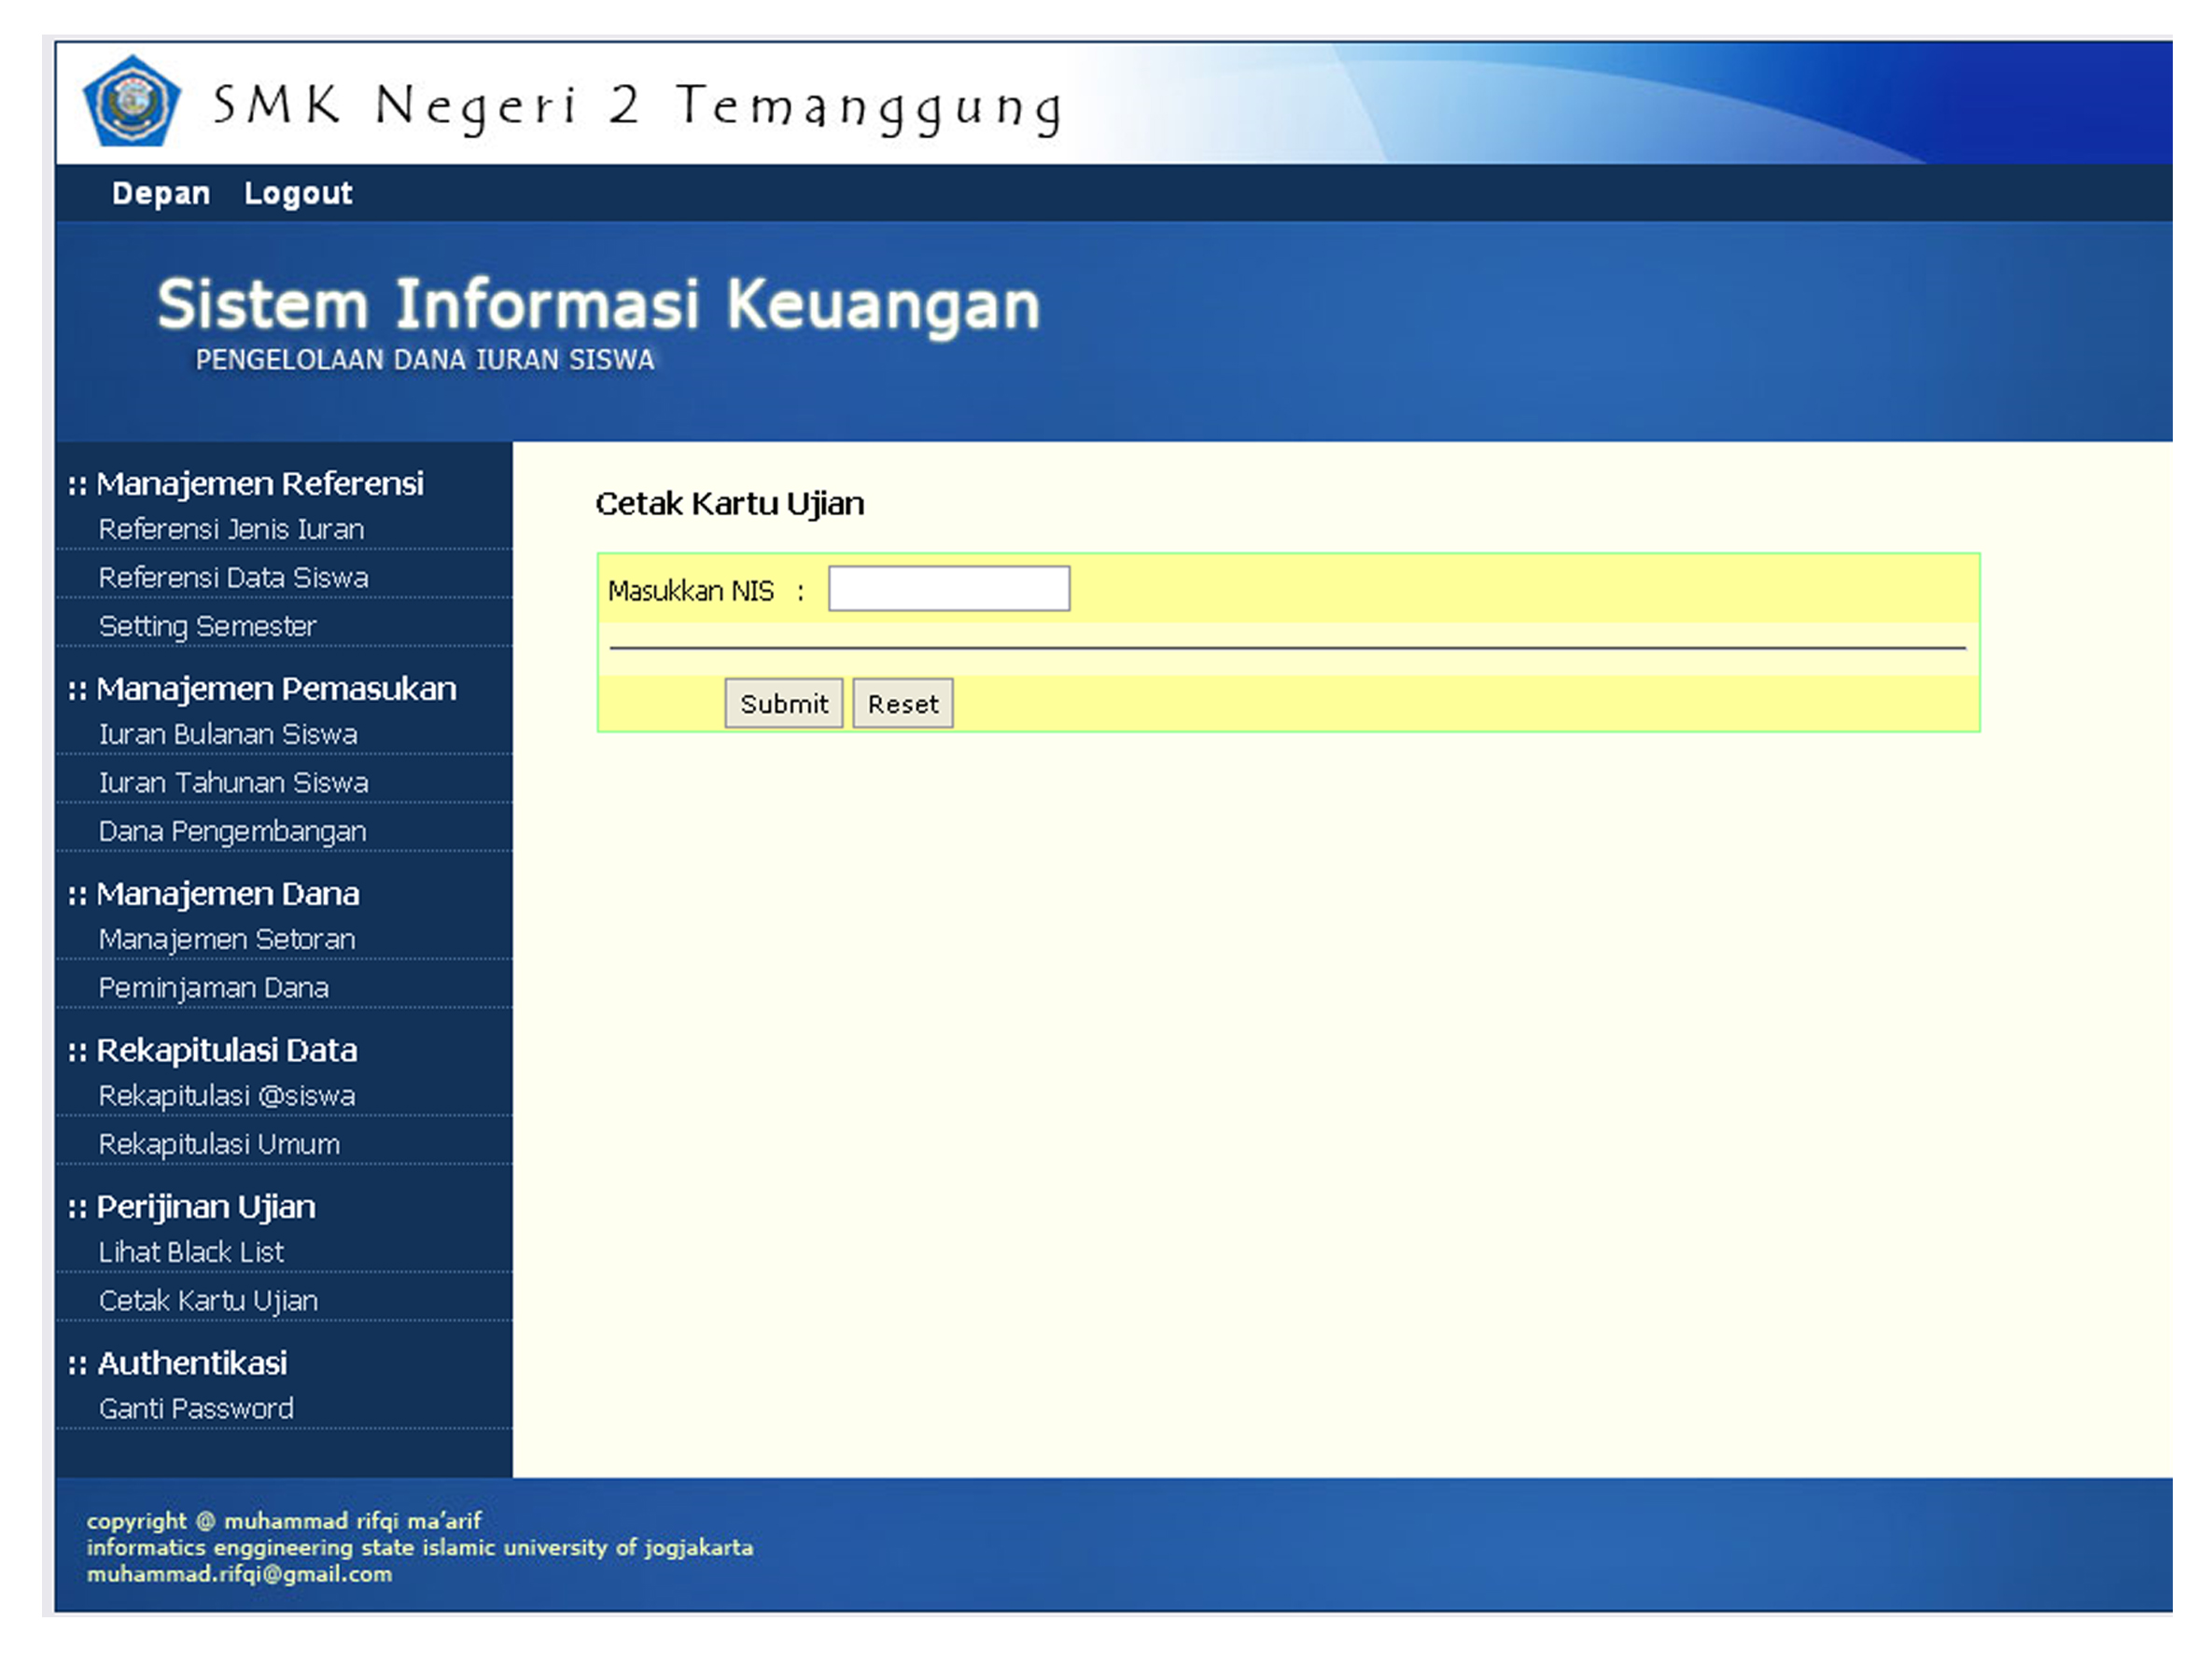 SMK Negeri 2 Temanggung
Depan Logout
Sistem Informasi Keuangan
PENGELOLAAN DANA IURAN SISWA
:: Manajemen Referensi
Referensi Jenis Iuran
Referensi Data Siswa
Setting Semester
:: Manajemen Pemasukan
Iuran Bulanan Siswa
Iuran Tahunan Siswa
Dana Pengembangan
:: Manajemen Dana
Manajemen Setoran
Peminjaman Dana
:: Rekapitulasi Data
Rekapitulasi @siswa
Rekapitulasi Umum
:: Perijinan Ujian
Lihat Black List
Cetak Kartu Ujian
:: Authentikasi
Ganti Password
Cetak Kartu Ujian
Masukkan NIS :
Submit Reset
copyright @ muhammad rifqi ma'arif
informatics enggineering state islamic university of jogjakarta
muhammad.rifqi@gmail.com